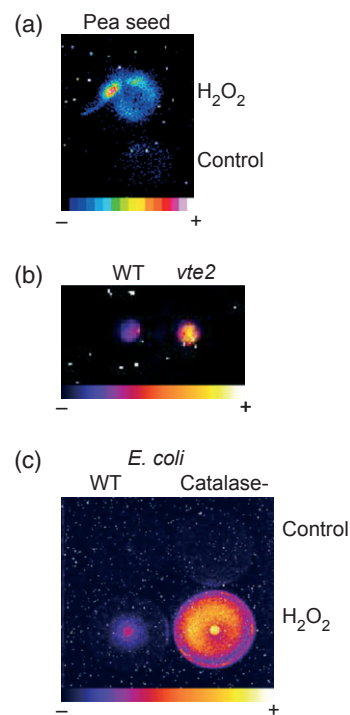 (a)
Pea seed
H₂O₂
Control
– +
(b)
WT vte2
– +
(c)
E. coli
WT Catalase-
Control
H₂O₂
– +